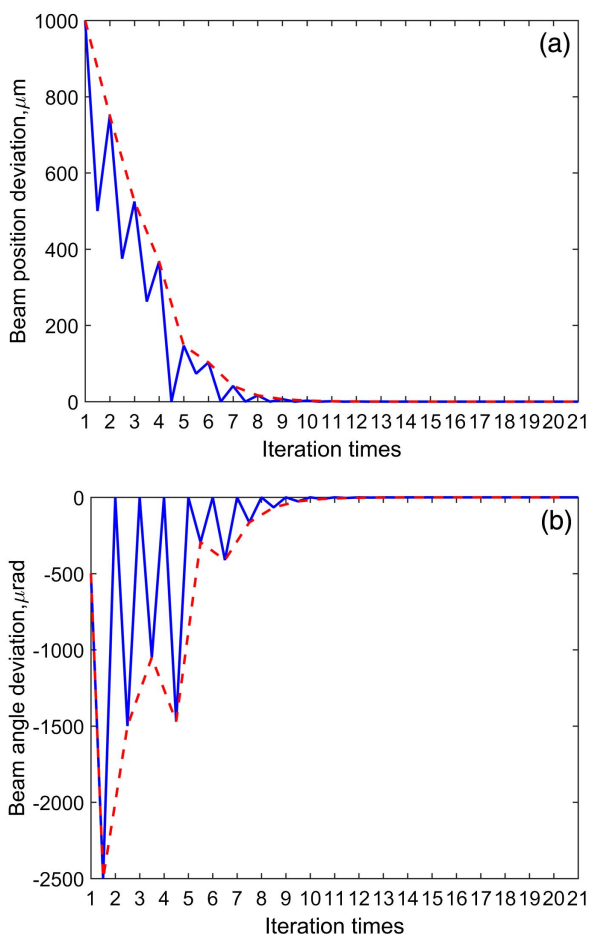 (a)
Beam position deviation,μm
1000
800
600
400
200
0
1 2 3 4 5 6 7 8 9 10 11 12 13 14 15 16 17 18 19 20 21
Iteration times
(b)
Beam angle deviation,μrad
0
-500
-1000
-1500
-2000
-2500
1 2 3 4 5 6 7 8 9 10 11 12 13 14 15 16 17 18 19 20 21
Iteration times